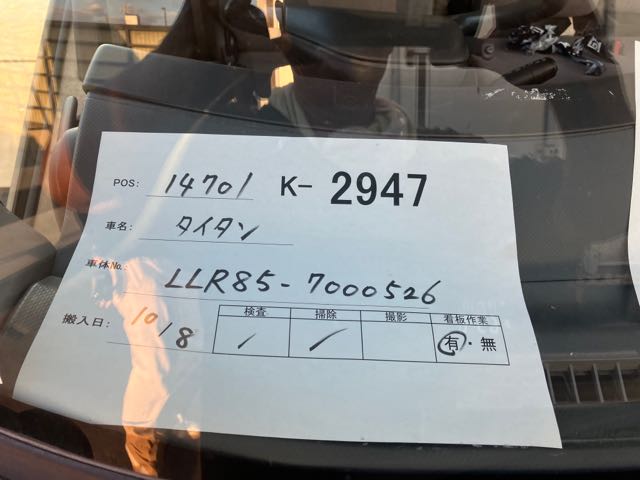 POS: 14701 K- 2947
車名: タイタン
車体No.: LLR85-7000526
搬入日: 10/8
検査 掃除 撮影 看板作業
✓ ✓ 有・無